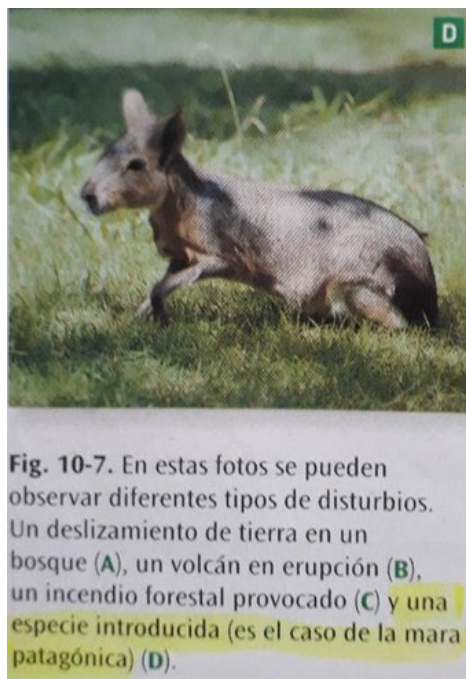 D
Fig. 10-7. En estas fotos se pueden
observar diferentes tipos de disturbios.
Un deslizamiento de tierra en un
bosque (A), un volcán en erupción (B),
un incendio forestal provocado (C) y una
especie introducida (es el caso de la mara
patagónica) (D).